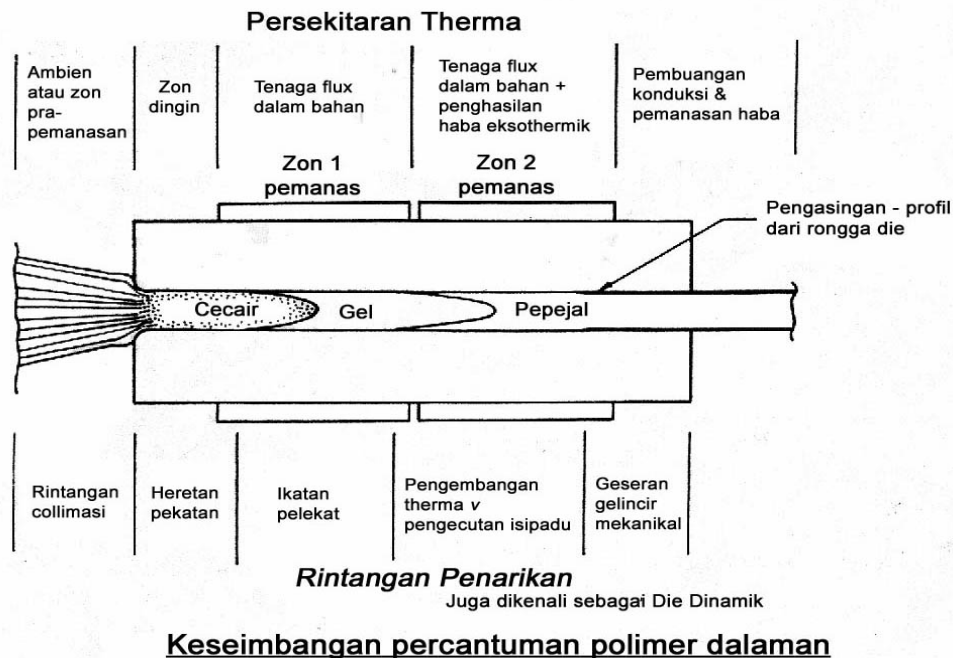 Persekitaran Therma
Ambien
atau zon
pra-
pemanasan
Zon
dingin
Tenaga flux
dalam bahan
Tenaga flux
dalam bahan +
penghasilan
haba eksothermik
Pembuangan
konduksi &
pemanasan haba
Zon 1
pemanas
Zon 2
pemanas
Pengasingan - profil
dari rongga die
Cecair
Gel
Pepejal
Rintangan
collimasi
Heretan
pekatan
Ikatan
pelekat
Pengembangan
therma v
pengecutan isipadu
Geseran
gelincir
mekanikal
Rintangan Penarikan
Juga dikenali sebagai Die Dinamik
Keseimbangan percantuman polimer dalaman